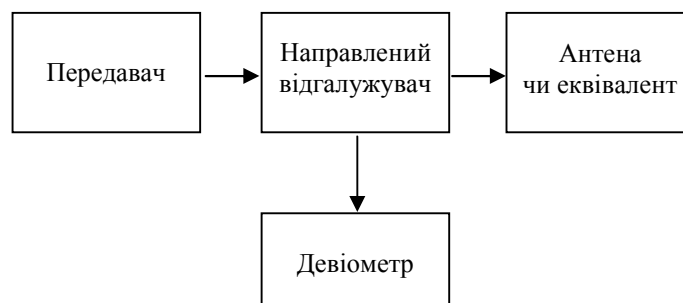 Передавач
Направлений
відгалужувач
Антена
чи еквівалент
Девіометр